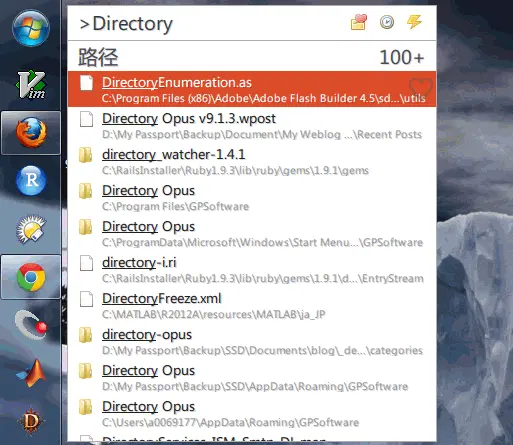 >Directory
路径 100+
DirectoryEnumeration.as
C:\Program Files (x86)\Adobe\Adobe Flash Builder 4.5\sd...\utils
Directory Opus v9.1.3.wpost
D:\My Passport\Backup\Document\My Weblog ...\Recent Posts
directory_watcher-1.4.1
C:\RailsInstaller\Ruby1.9.3\lib\ruby\gems\1.9.1\gems
Directory Opus
C:\Program Files\GPSoftware
Directory Opus
C:\ProgramData\Microsoft\Windows\Start Menu...\GPSoftware
directory-i.ri
C:\RailsInstaller\Ruby1.9.3\lib\ruby\gems\1.9.1\d...\EntryStream
DirectoryFreeze.xml
C:\MATLAB\R2012A\resources\MATLAB\ja_JP
directory-opus
D:\My Passport\Backup\SSD\Documents\blog\_de...\categories
Directory Opus
D:\My Passport\Backup\SSD\AppData\Roaming\GPSoftware
Directory Opus
C:\Users\a0069177\AppData\Roaming\GPSoftware
Vim
R